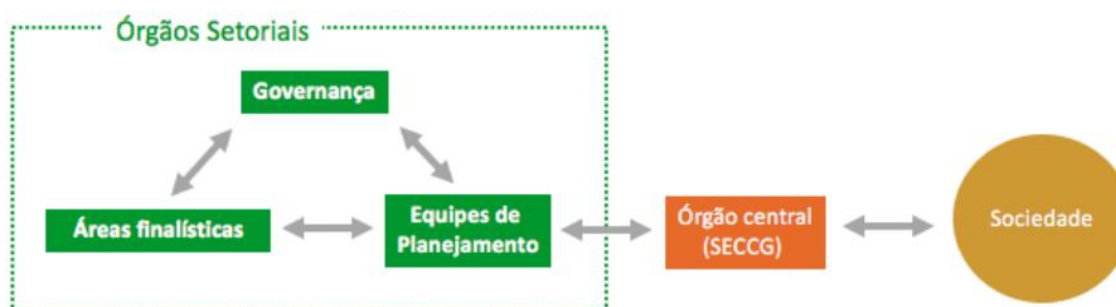 Órgãos Setoriais
Governança
Áreas finalísticas
Equipes de
Planejamento
Órgão central
(SECCG)
Sociedade